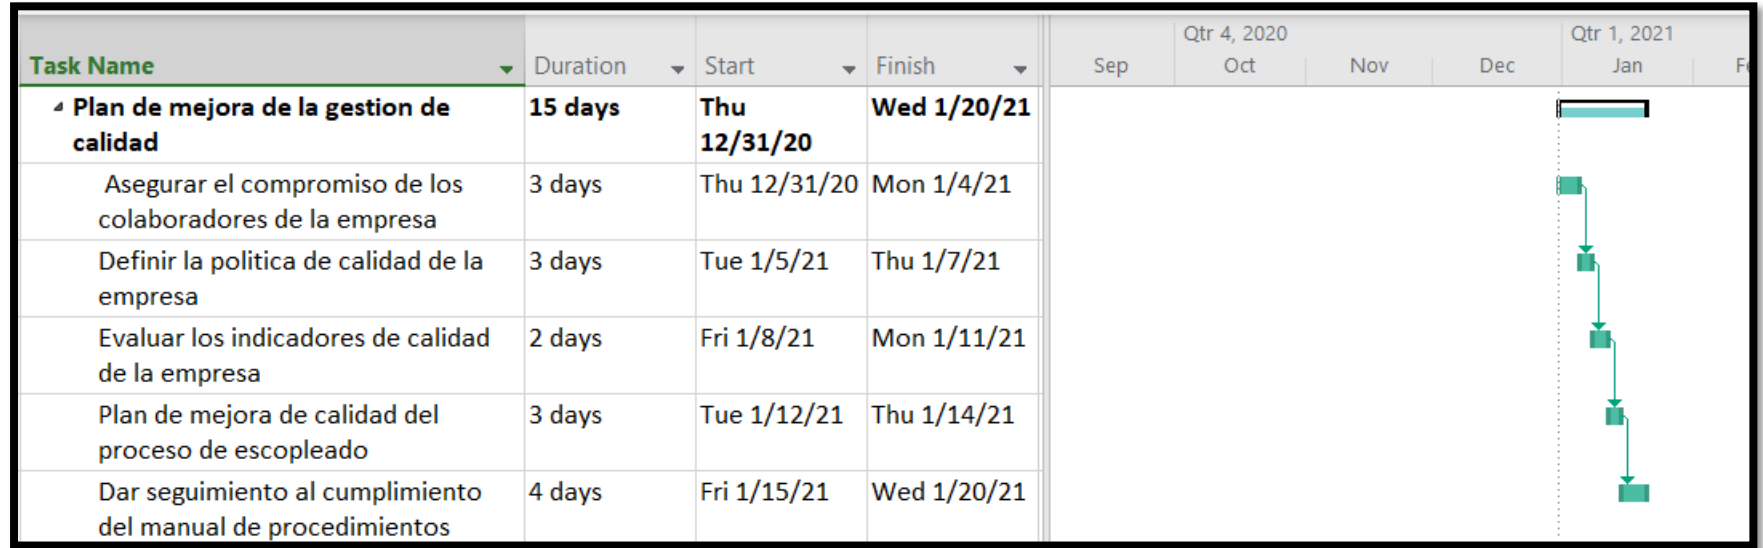 Qtr 4, 2020 Qtr 1, 2021
Task Name Duration Start Finish Sep Oct Nov Dec Jan
Plan de mejora de la gestion de 15 days Thu Wed 1/20/21
calidad 12/31/20
Asegurar el compromiso de los 3 days Thu 12/31/20 Mon 1/4/21
colaboradores de la empresa
Definir la politica de calidad de la 3 days Tue 1/5/21 Thu 1/7/21
empresa
Evaluar los indicadores de calidad 2 days Fri 1/8/21 Mon 1/11/21
de la empresa
Plan de mejora de calidad del 3 days Tue 1/12/21 Thu 1/14/21
proceso de escopleado
Dar seguimiento al cumplimiento 4 days Fri 1/15/21 Wed 1/20/21
del manual de procedimientos